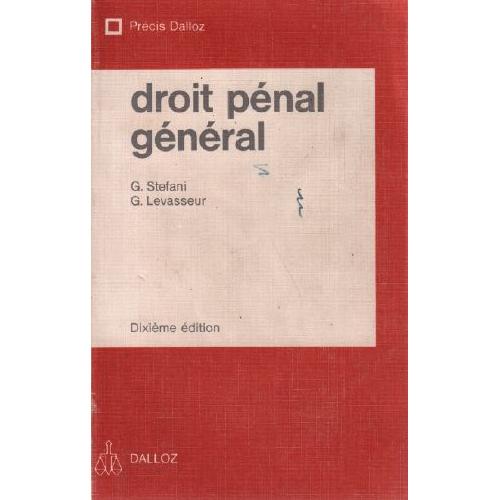 Précis Dalloz
droit pénal
général
G. Stefani
G. Levasseur
Dixième édition
DALLOZ